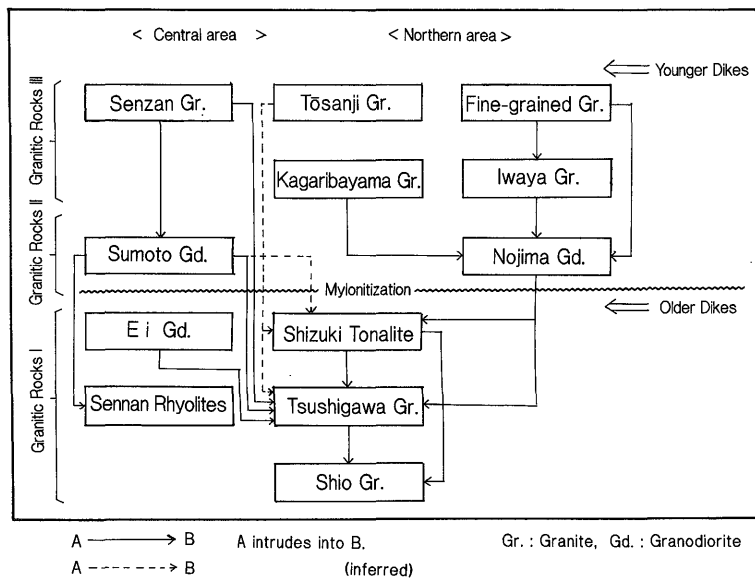 < Central area >
< Northern area >
Younger Dikes
Granitic Rocks III
Senzan Gr.
Tōsanji Gr.
Fine-grained Gr.
Kagaribayama Gr.
Iwaya Gr.
Granitic Rocks II
Sumoto Gd.
Nojima Gd.
Mylonitization
Older Dikes
Granitic Rocks I
Ei Gd.
Shizuki Tonalite
Sennan Rhyolites
Tsushigawa Gr.
Shio Gr.
A B A intrudes into B. Gr. : Granite, Gd. : Granodiorite
A B (inferred)